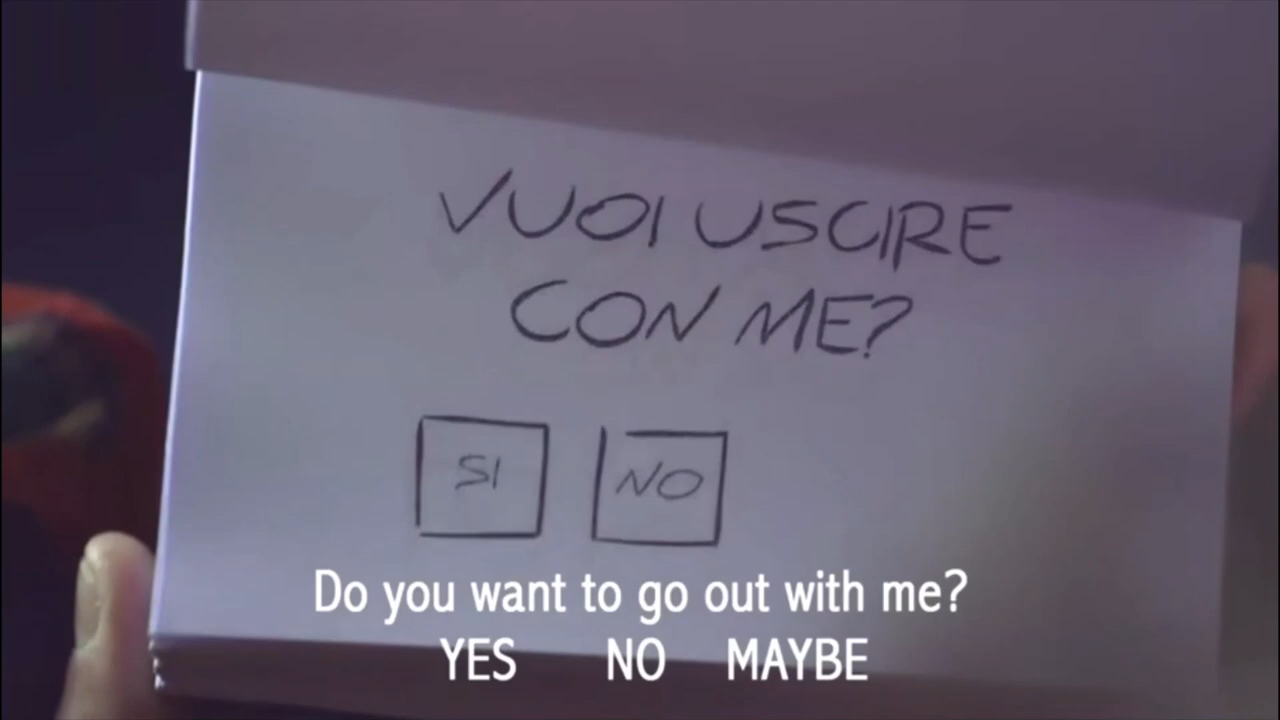 VUOI USCIRE
CON ME?
SI NO
Do you want to go out with me?
YES NO MAYBE